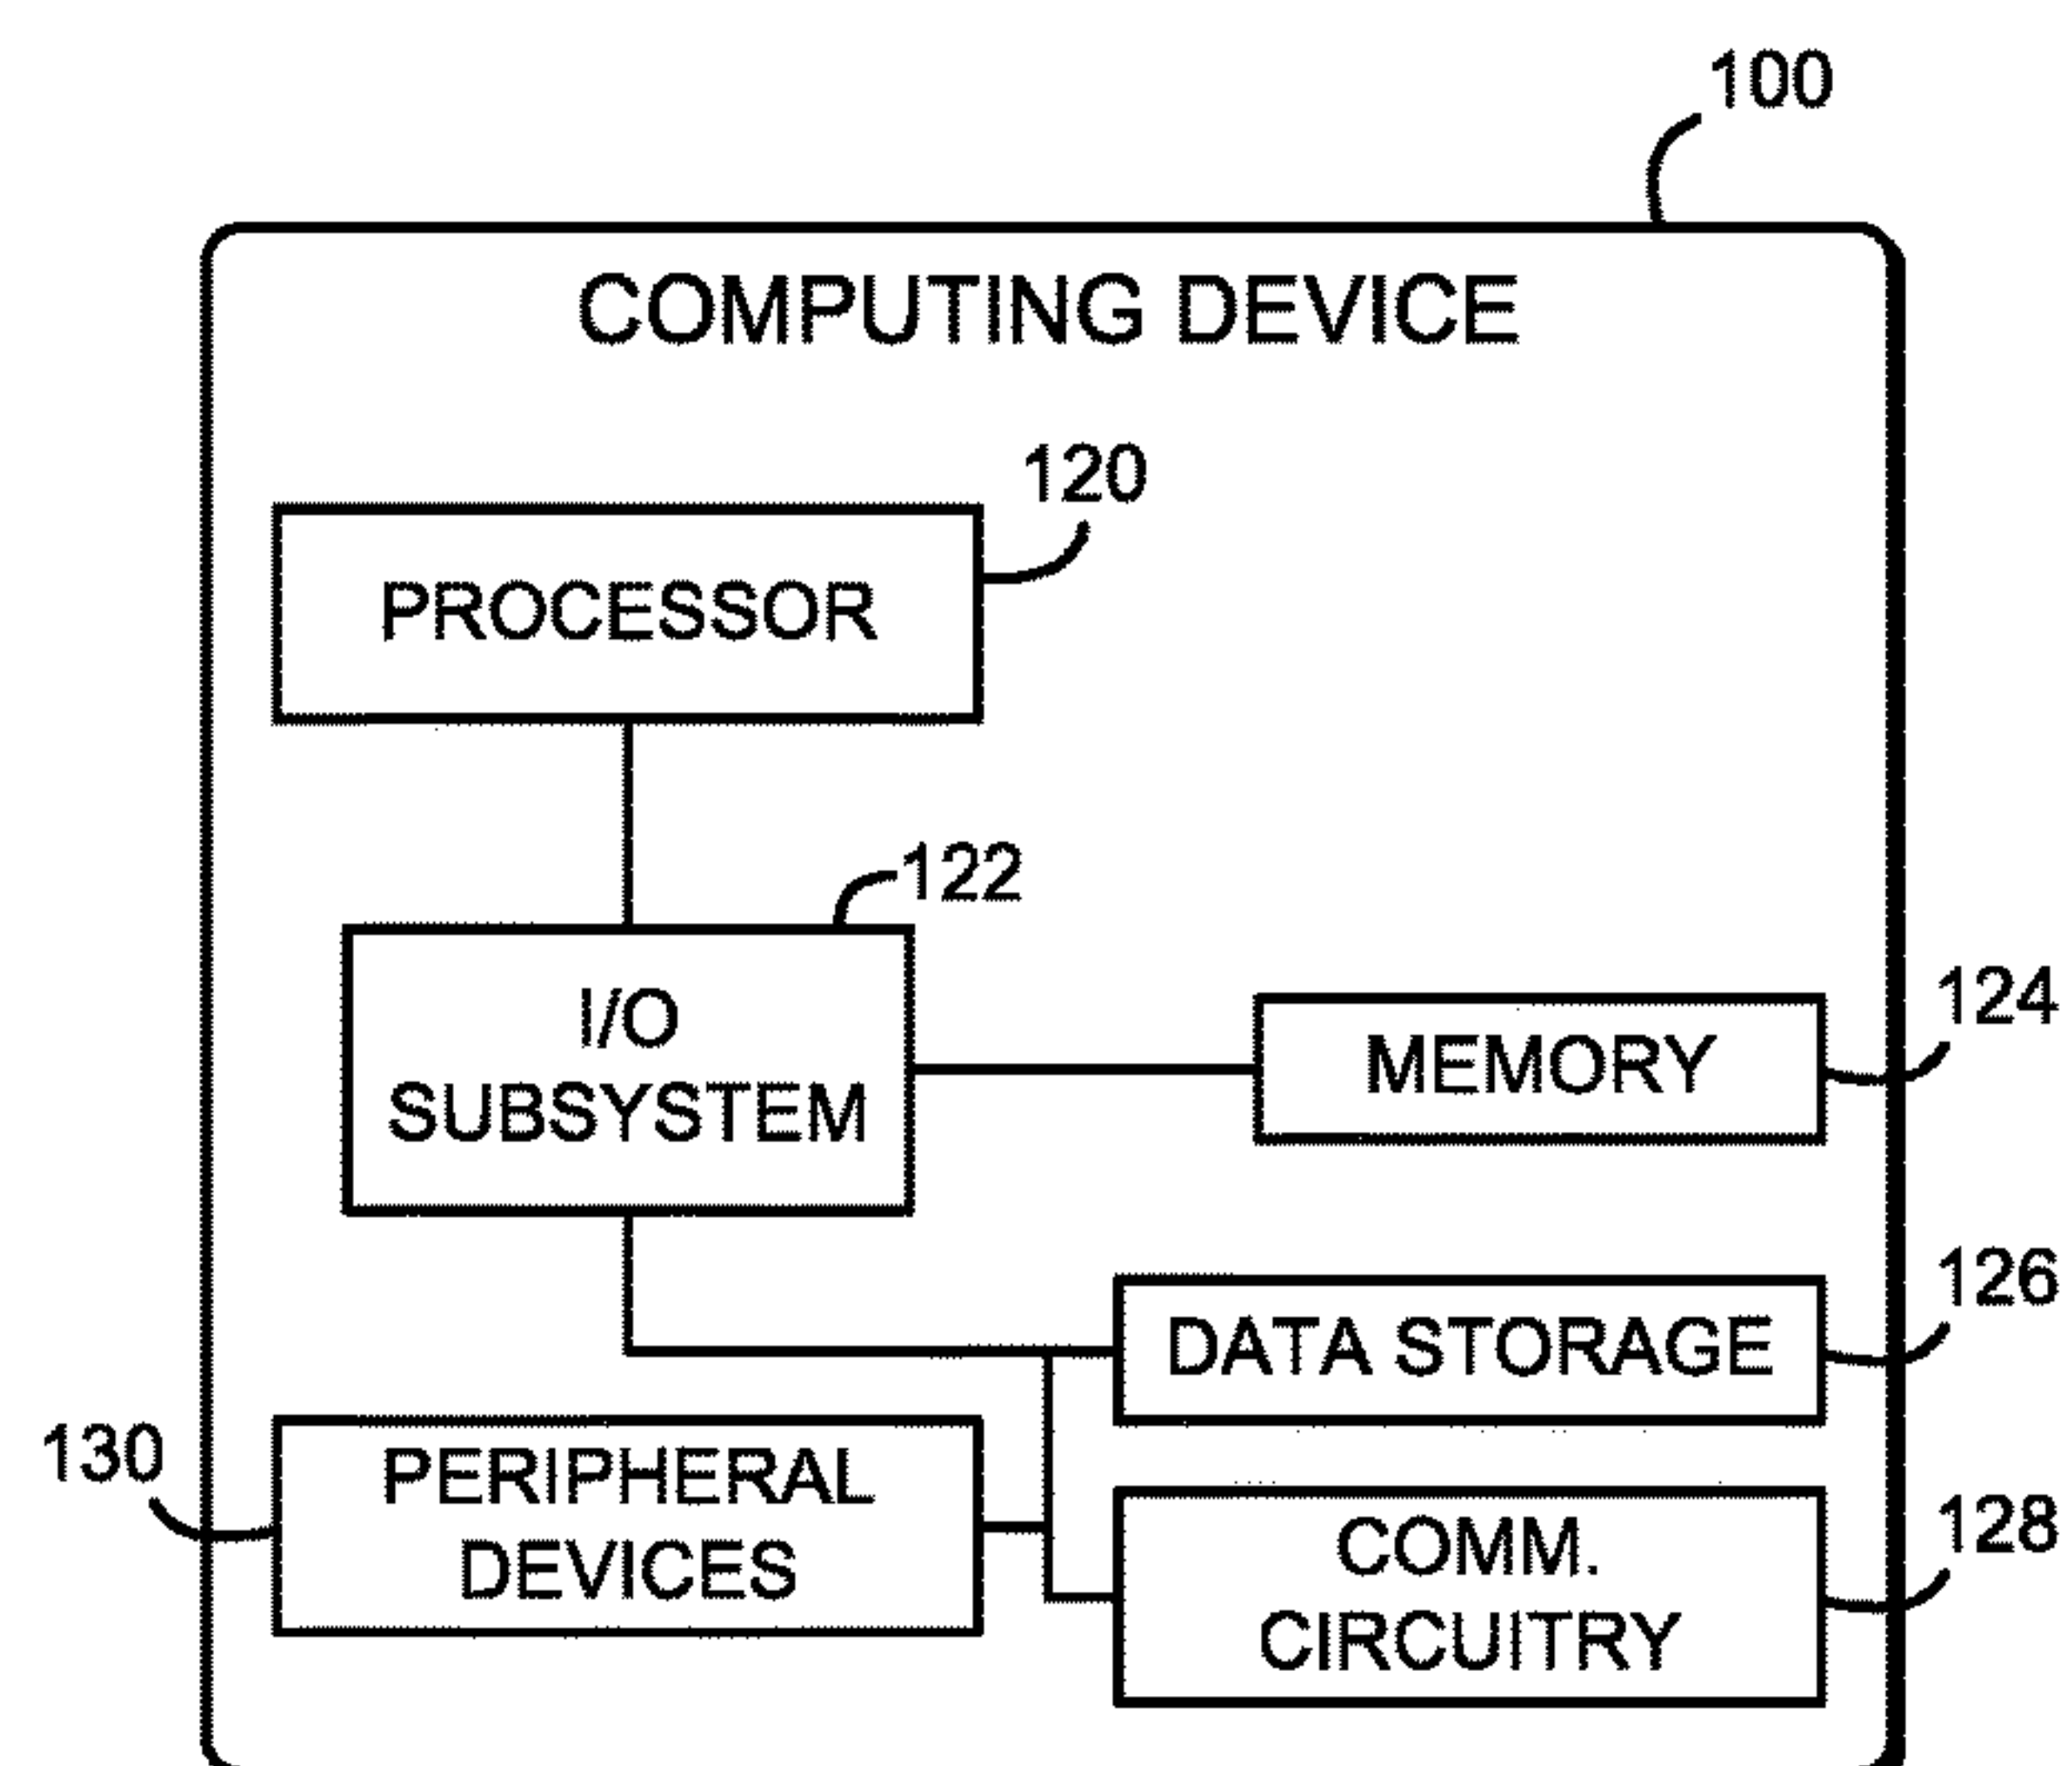 100
COMPUTING DEVICE
120
PROCESSOR
122
I/O
SUBSYSTEM
124
MEMORY
126
DATA STORAGE
130
PERIPHERAL
DEVICES
128
COMM.
CIRCUITRY